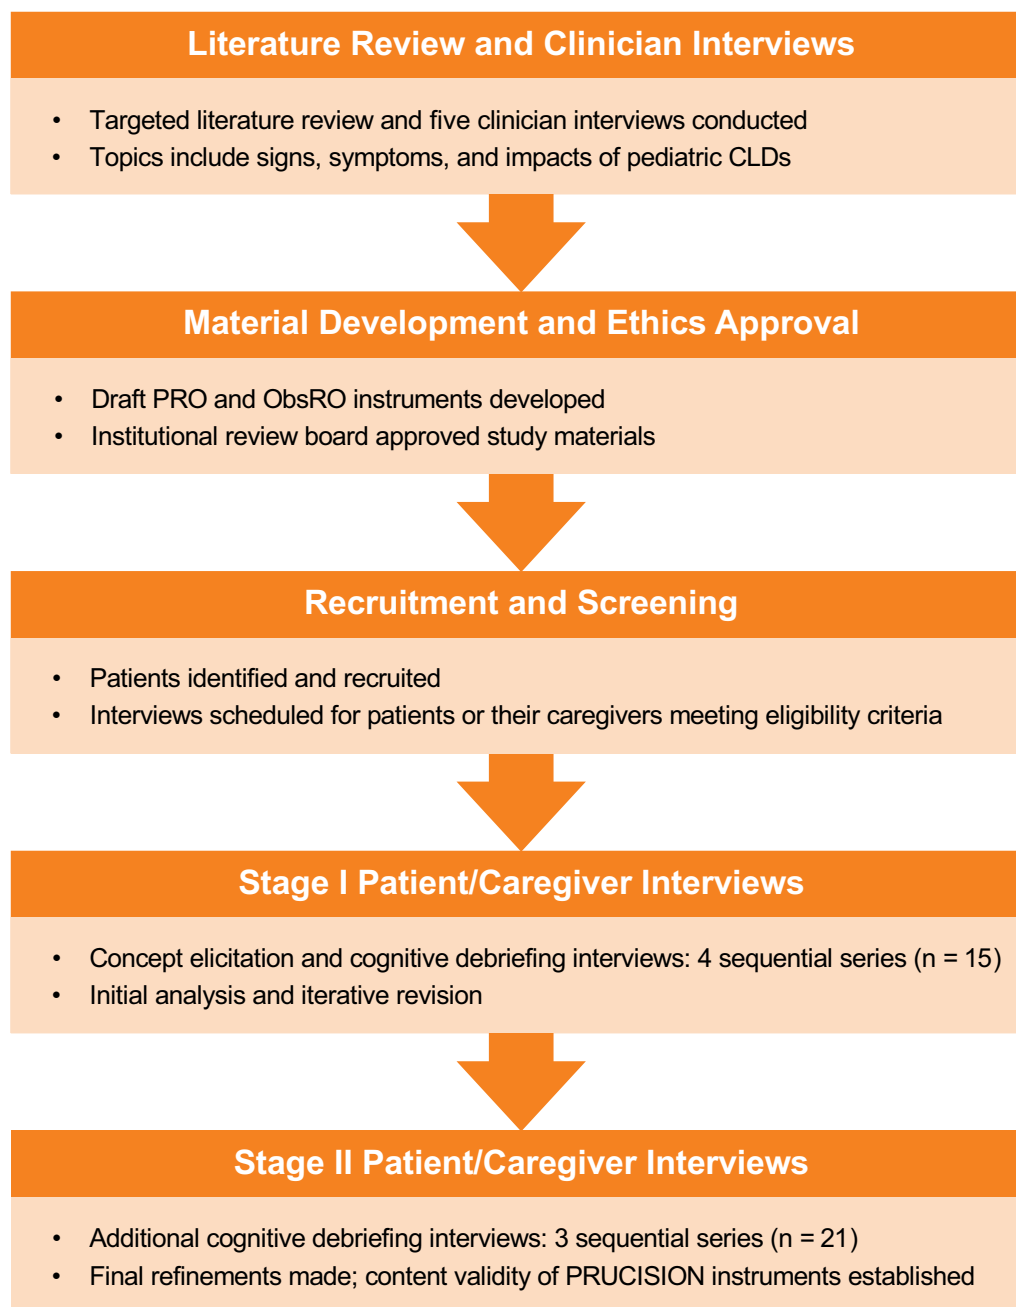 Literature Review and Clinician Interviews
• Targeted literature review and five clinician interviews conducted
• Topics include signs, symptoms, and impacts of pediatric CLDs
Material Development and Ethics Approval
• Draft PRO and ObsRO instruments developed
• Institutional review board approved study materials
Recruitment and Screening
• Patients identified and recruited
• Interviews scheduled for patients or their caregivers meeting eligibility criteria
Stage I Patient/Caregiver Interviews
• Concept elicitation and cognitive debriefing interviews: 4 sequential series (n = 15)
• Initial analysis and iterative revision
Stage II Patient/Caregiver Interviews
• Additional cognitive debriefing interviews: 3 sequential series (n = 21)
• Final refinements made; content validity of PRUCISION instruments established